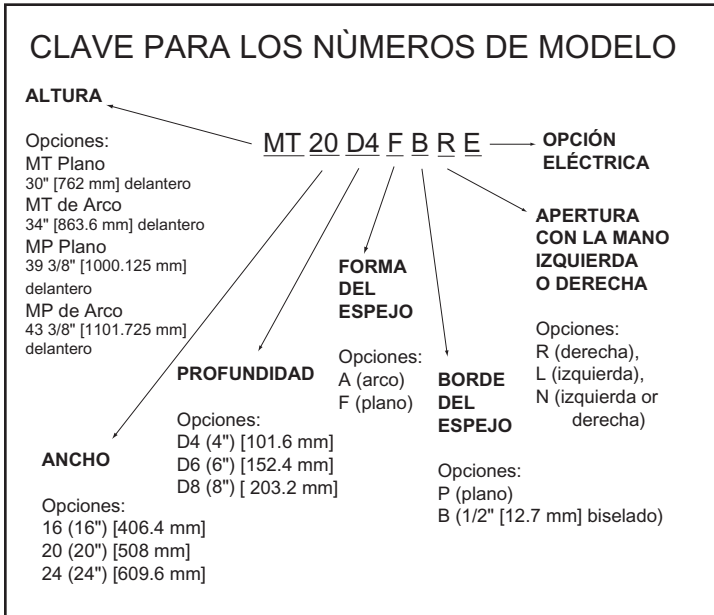 CLAVE PARA LOS NÙMEROS DE MODELO
ALTURA
Opciones:
MT Plano
30" [762 mm] delantero
MT de Arco
34" [863.6 mm] delantero
MP Plano
39 3/8" [1000.125 mm]
delantero
MP de Arco
43 3/8" [1101.725 mm]
delantero
MT 20 D4 F B R E
OPCIÓN
ELÉCTRICA
APERTURA
CON LA MANO
IZQUIERDA
O DERECHA
Opciones:
R (derecha),
L (izquierda),
N (izquierda or
derecha)
FORMA
DEL
ESPEJO
Opciones:
A (arco)
F (plano)
BORDE
DEL
ESPEJO
Opciones:
P (plano)
B (1/2" [12.7 mm] biselado)
PROFUNDIDAD
Opciones:
D4 (4") [101.6 mm]
D6 (6") [152.4 mm]
D8 (8") [ 203.2 mm]
ANCHO
Opciones:
16 (16") [406.4 mm]
20 (20") [508 mm]
24 (24") [609.6 mm]